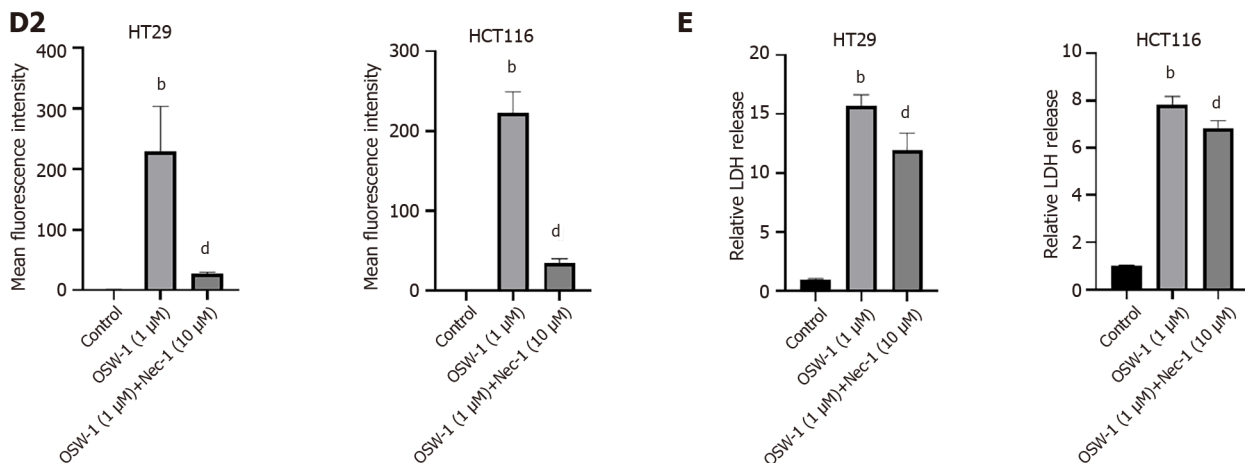 D2
HT29
Mean fluorescence intensity
400
300
200
100
0
b
d
Control
OSW-1 (1 μM)
OSW-1 (1 μM)+Nec-1 (10 μM)
HCT116
Mean fluorescence intensity
300
200
100
0
b
d
Control
OSW-1 (1 μM)
OSW-1 (1 μM)+Nec-1 (10 μM)
E
HT29
Relative LDH release
20
15
10
5
0
b
d
Control
OSW-1 (1 μM)
OSW-1 (1 μM)+Nec-1 (10 μM)
HCT116
Relative LDH release
10
8
6
4
2
0
b
d
Control
OSW-1 (1 μM)
OSW-1 (1 μM)+Nec-1 (10 μM)